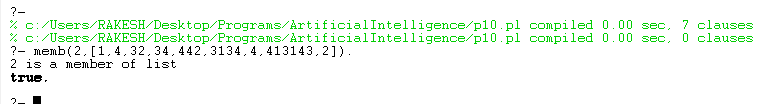 ?-
% c:/Users/RAKESH/Desktop/Programs/ArtificialIntelligence/p10.pl compiled 0.00 sec, 7 clauses
% c:/Users/RAKESH/Desktop/Programs/ArtificialIntelligence/p10.pl compiled 0.00 sec, 0 clauses
?- memb(2,[1,4,32,34,442,3134,4,413143,2]).
2 is a member of list
true.
?-